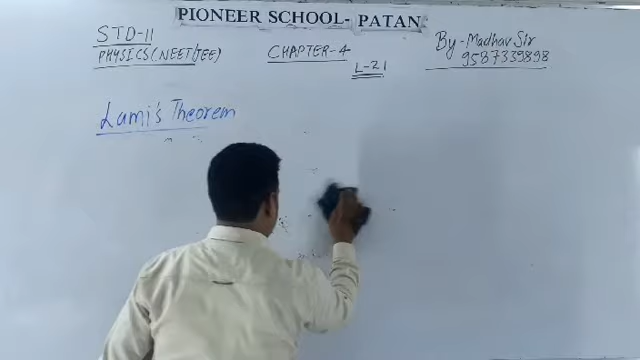 PIONEER SCHOOL- PATAN
STD-11
PHYSICS(NEET/JEE)
CHAPTER-4
L-21
By-Madhav Sir
9587339898
Lami's Theorem